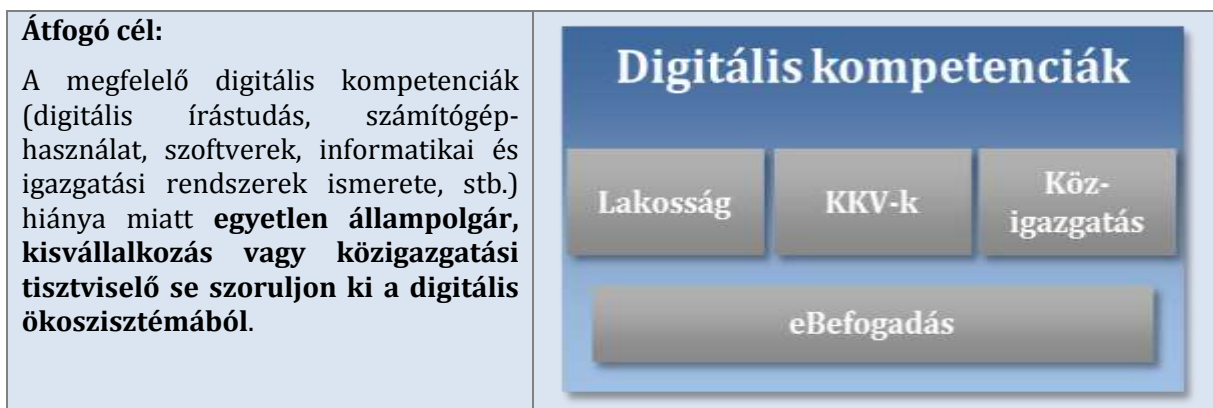 Átfogó cél:
A megfelelő digitális kompetenciák
(digitális írástudás, számítógép-
használat, szoftverek, informatikai és
igazgatási rendszerek ismerete, stb.)
hiánya miatt egyetlen állampolgár,
kisvállalkozás vagy közigazgatási
tisztviselő se szoruljon ki a digitális
ökoszisztémából.
Digitális kompetenciák
Lakosság
KKV-k
Köz-
igazgatás
eBefogadás